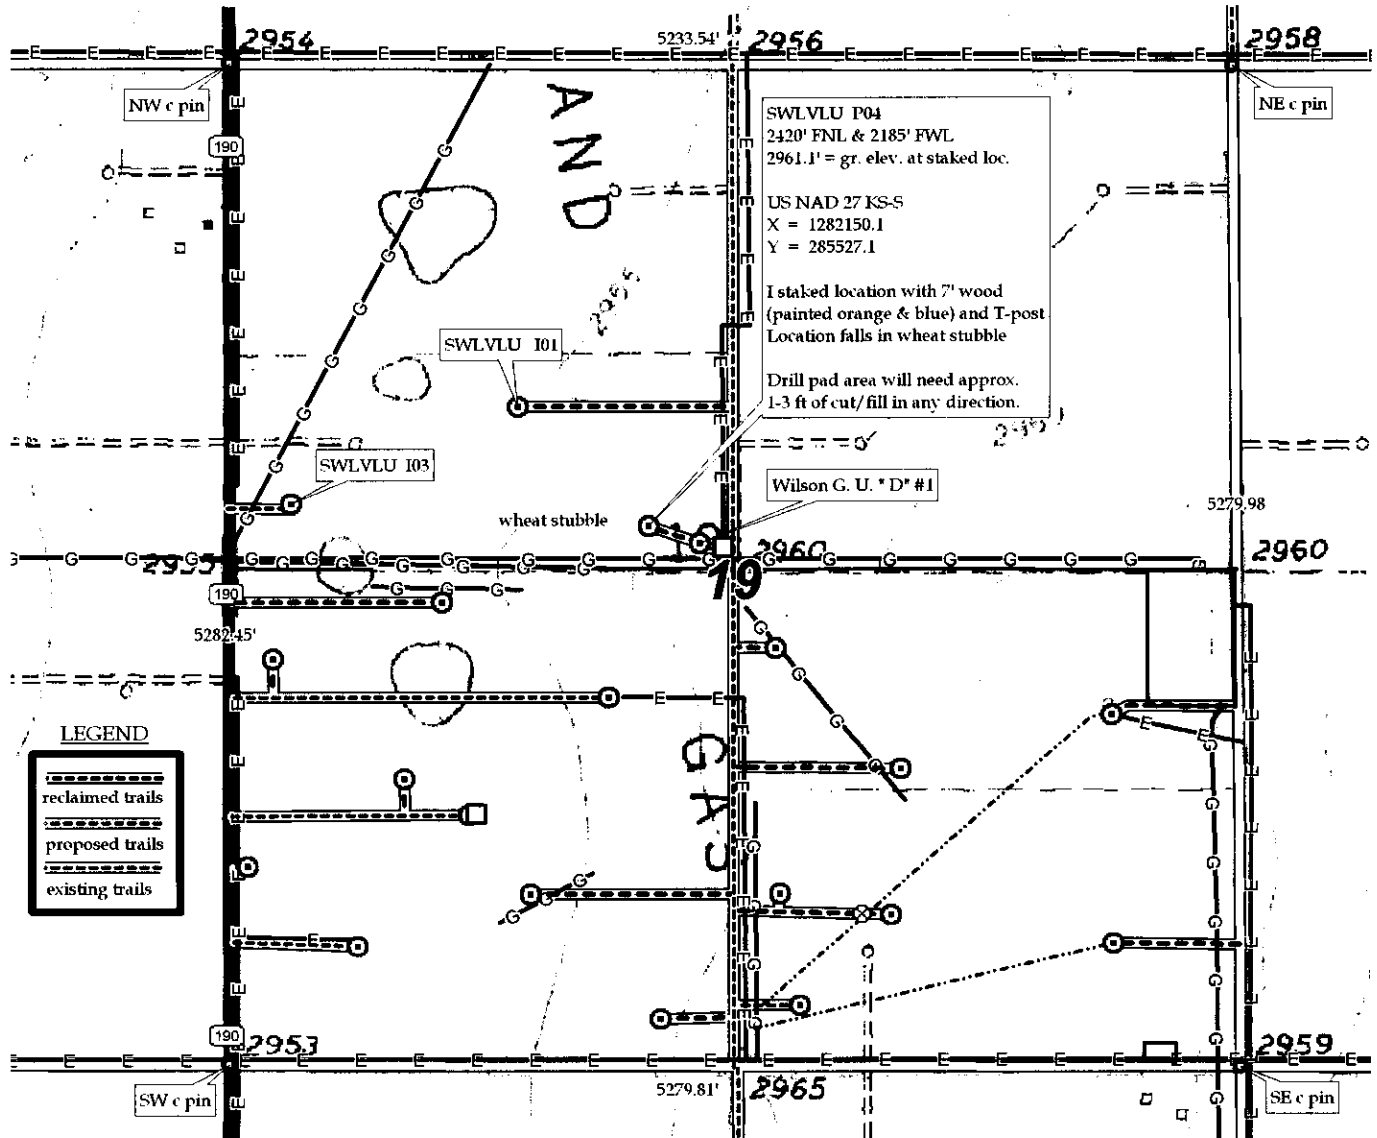 2954
5233.54'
2956
2958
NW c pin
NE c pin
190
AND
SWLVLU P04
2420' FNL & 2185' FWL
2961.1' = gr. elev. at staked loc.
US NAD 27 KS-S
X = 1282150.1
Y = 285527.1
I staked location with 7' wood
(painted orange & blue) and T-post
Location falls in wheat stubble
Drill pad area will need approx.
1-3 ft of cut/fill in any direction.
2955
SWLVLU I01
SWLVLU I03
Wilson G. U. "D" #1
5279.98
wheat stubble
2955
2960
2960
19
190
5282.45'
GAS
LEGEND
reclaimed trails
proposed trails
existing trails
190
2953
2959
SW c pin
5279.81'
2965
SE c pin